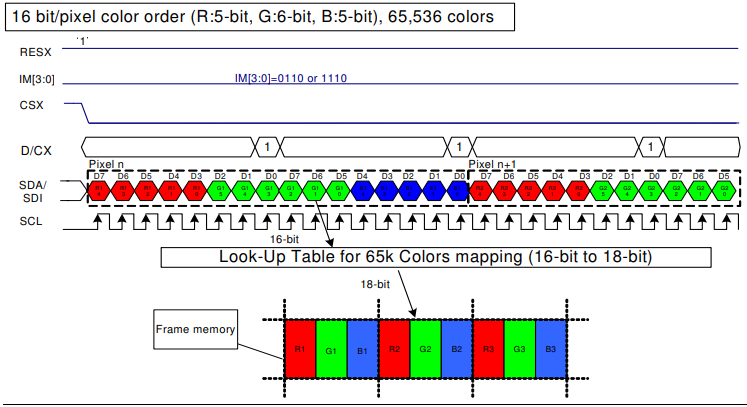 16 bit/pixel color order (R:5-bit, G:6-bit, B:5-bit), 65,536 colors
'1'
RESX
IM[3:0]
IM[3:0]=0110 or 1110
CSX
D/CX
1 1 1
Pixel n Pixel n+1
D7 D6 D5 D4 D3 D2 D1 D0 D7 D6 D5 D4 D3 D2 D1 D0 D7 D6 D5 D4 D3 D2 D1 D0 D7 D6 D5
SDA/
SDI
SCL
16-bit
Look-Up Table for 65k Colors mapping (16-bit to 18-bit)
18-bit
Frame memory
R1 G1 B1 R2 G2 B2 R3 G3 B3